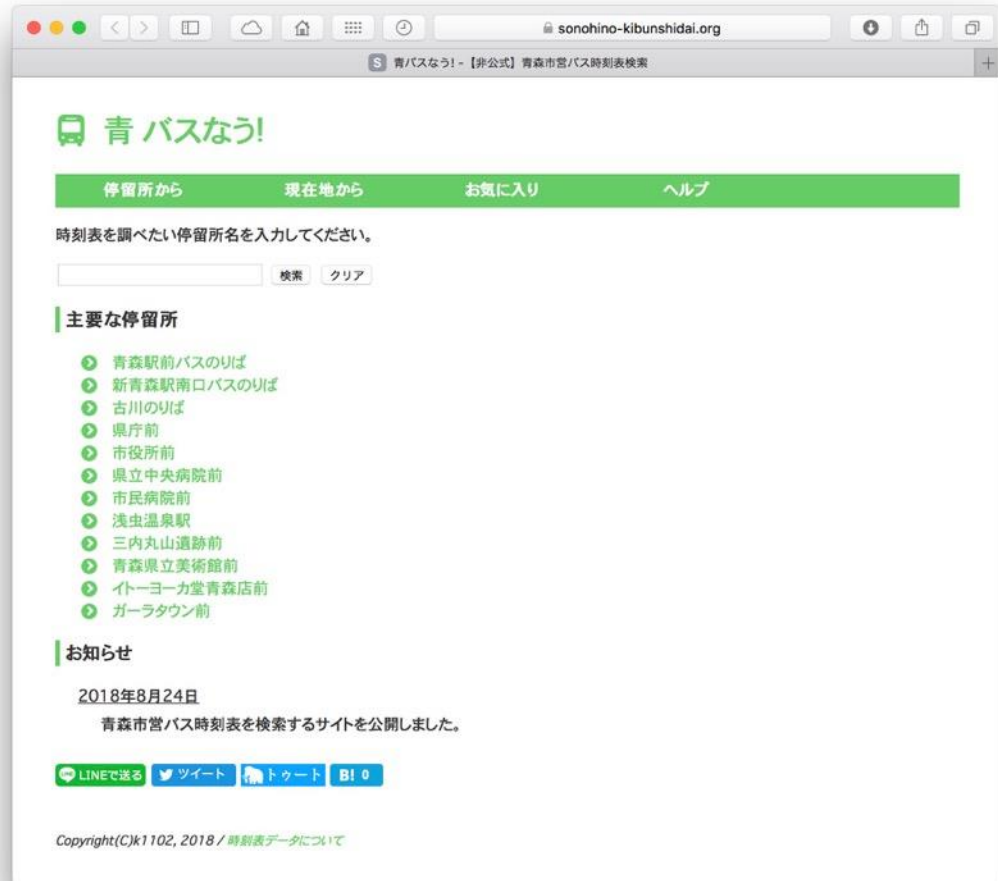 sonohino-kibunshidai.org
S 青バスなう! - 【非公式】青森市営バス時刻表検索
青 バスなう!
停留所から 現在地から お気に入り ヘルプ
時刻表を調べたい停留所名を入力してください。
検索 クリア
主要な停留所
青森駅前バスのりば
新青森駅南口バスのりば
古川のりば
県庁前
市役所前
県立中央病院前
市民病院前
浅虫温泉駅
三内丸山遺跡前
青森県立美術館前
イトーヨーカ堂青森店前
ガーラタウン前
お知らせ
2018年8月24日
青森市営バス時刻表を検索するサイトを公開しました。
LINEで送る ツイート トゥート B! 0
Copyright(C)k1102, 2018 / 時刻表データについて